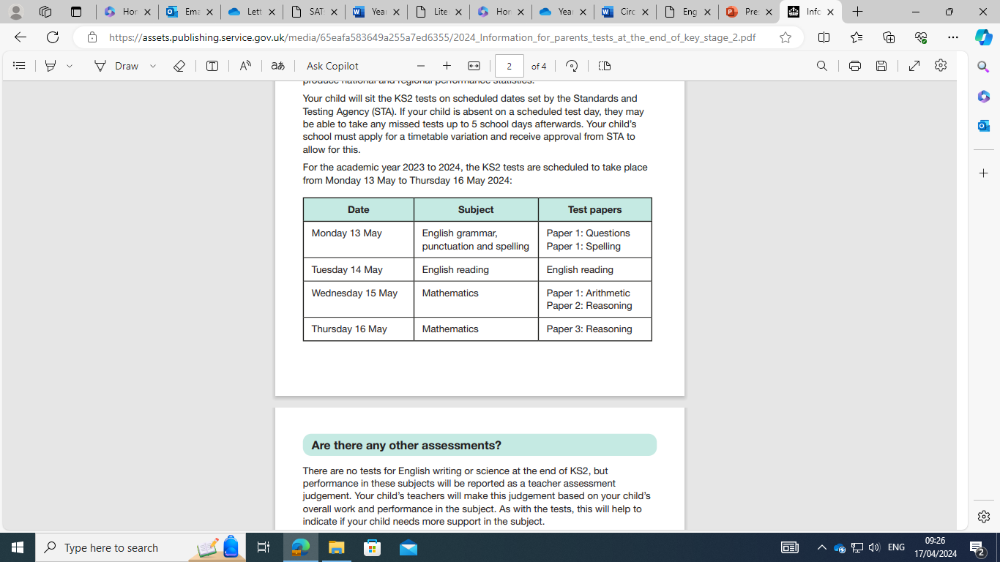 Hor
Ema
Lett
SATs
Year
Lite
Hor
Year
Circ
Eng
Pres
Info
https://assets.publishing.service.gov.uk/media/65eafa583649a255a7ed6355/2024_Information_for_parents_tests_at_the_end_of_key_stage_2.pdf
Draw
aあ
Ask Copilot
2 of 4
produce national and regional performance statistics.
Your child will sit the KS2 tests on scheduled dates set by the Standards and
Testing Agency (STA). If your child is absent on a scheduled test day, they may
be able to take any missed tests up to 5 school days afterwards. Your child's
school must apply for a timetable variation and receive approval from STA to
allow for this.
For the academic year 2023 to 2024, the KS2 tests are scheduled to take place
from Monday 13 May to Thursday 16 May 2024:
Date Subject Test papers
Monday 13 May English grammar, Paper 1: Questions
punctuation and spelling Paper 1: Spelling
Tuesday 14 May English reading English reading
Wednesday 15 May Mathematics Paper 1: Arithmetic
Paper 2: Reasoning
Thursday 16 May Mathematics Paper 3: Reasoning
Are there any other assessments?
There are no tests for English writing or science at the end of KS2, but
performance in these subjects will be reported as a teacher assessment
judgement. Your child's teachers will make this judgement based on your child's
overall work and performance in the subject. As with the tests, this will help to
indicate if your child needs more support in the subject.
Type here to search
ENG
09:26
17/04/2024
2